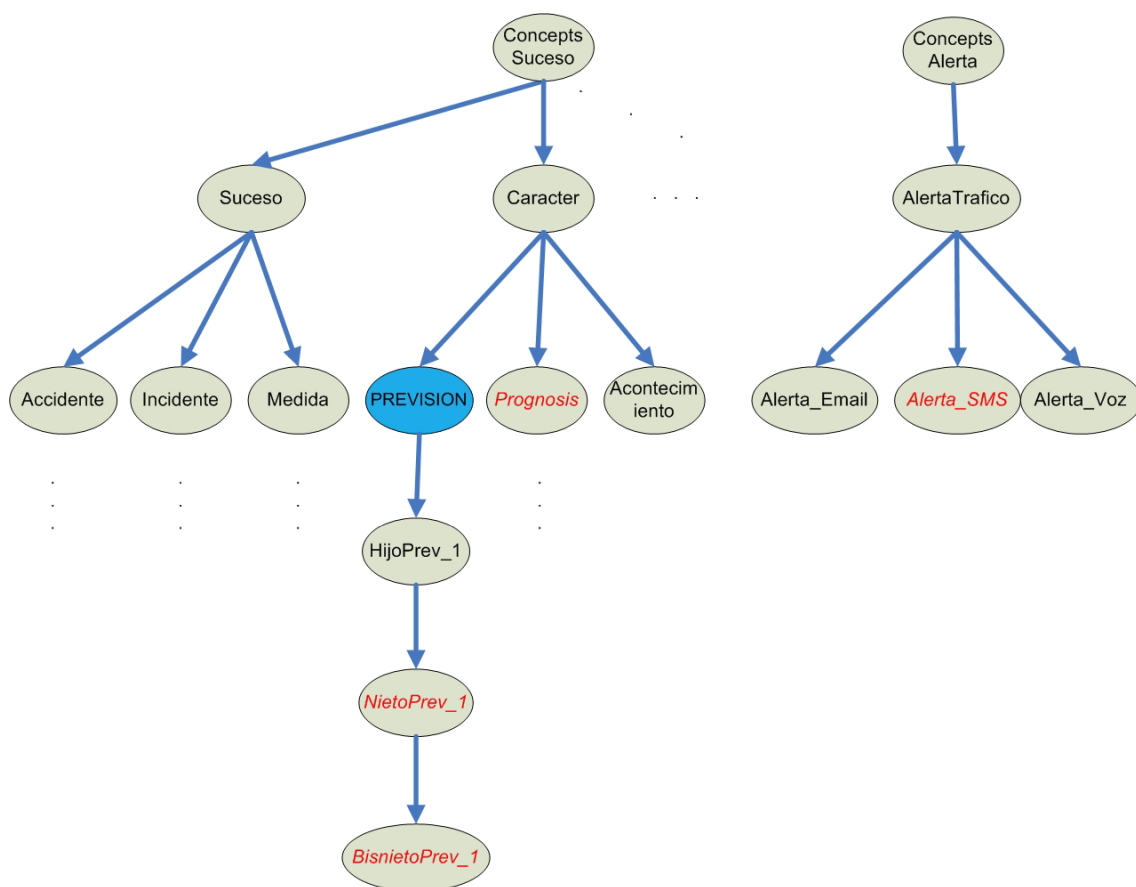 Concepts
Suceso
Concepts
Alerta
Suceso
Caracter
AlertaTrafico
Accidente
Incidente
Medida
PREVISION
Prognosis
Acontecim
iento
Alerta_Email
Alerta_SMS
Alerta_Voz
HijoPrev_1
NietoPrev_1
BisnietoPrev_1